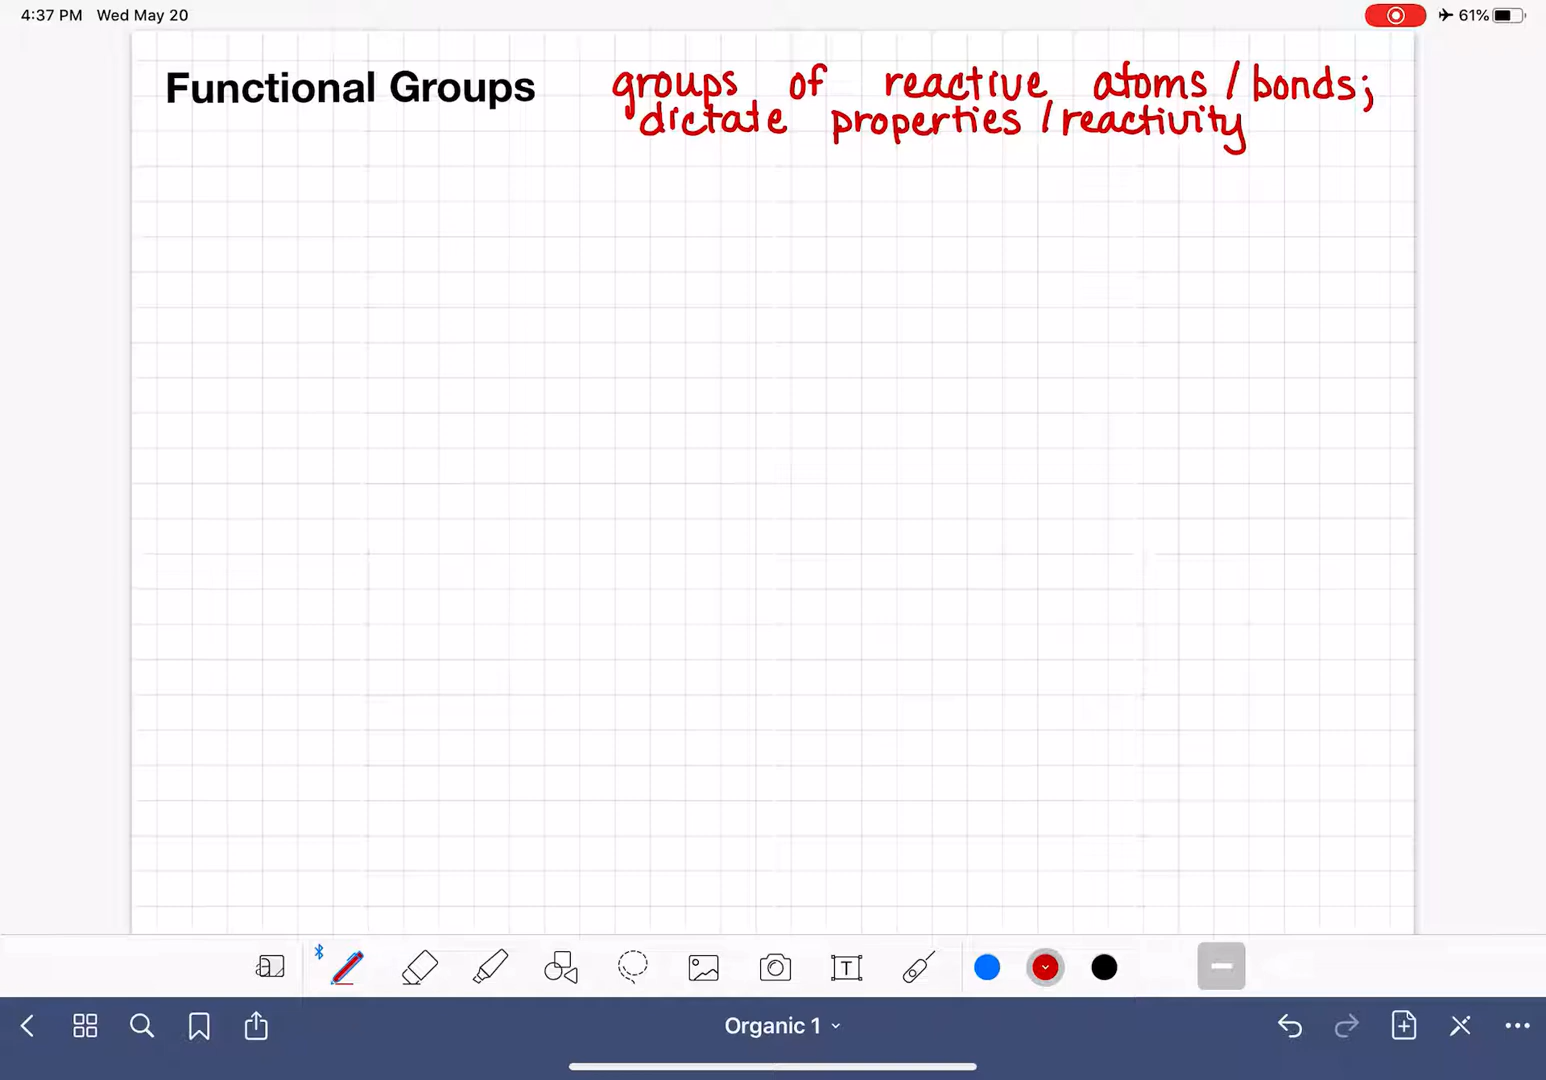 4:37 PM Wed May 20
61%
Functional Groups groups of reactive atoms / bonds;
dictate properties / reactivity
a
T
Organic 1